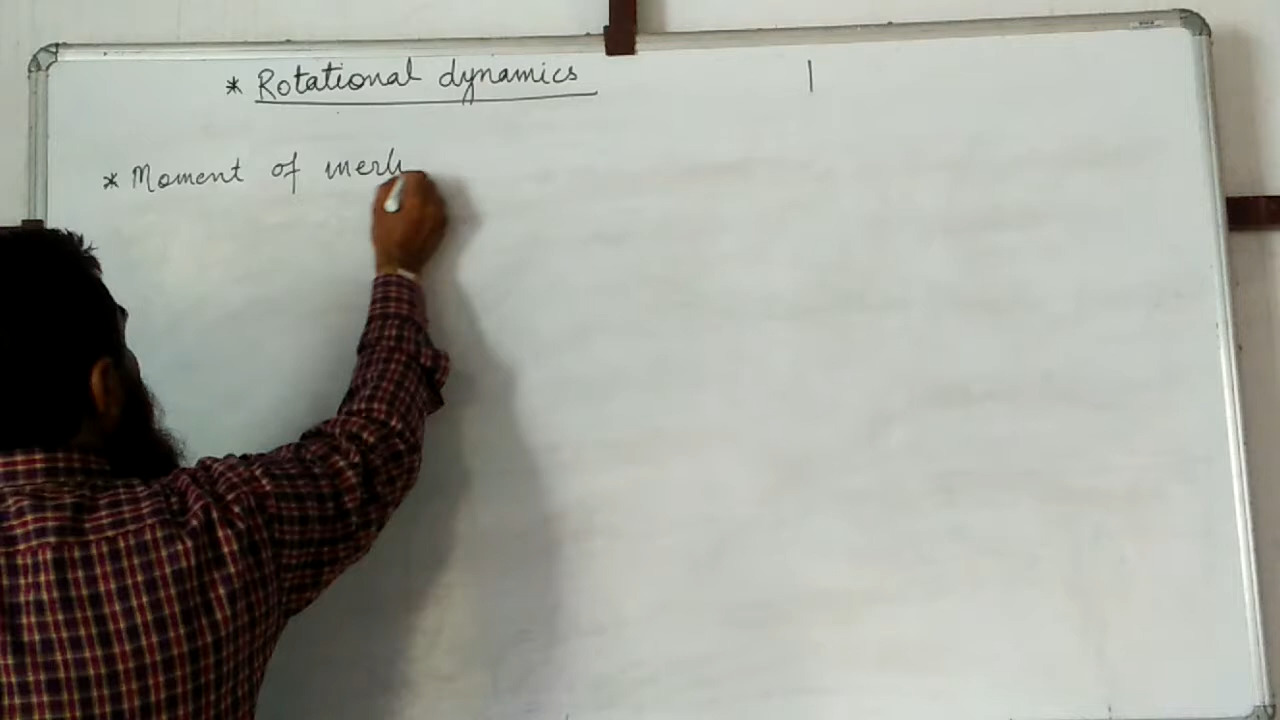 * Rotational dynamics |
* Moment of inerti